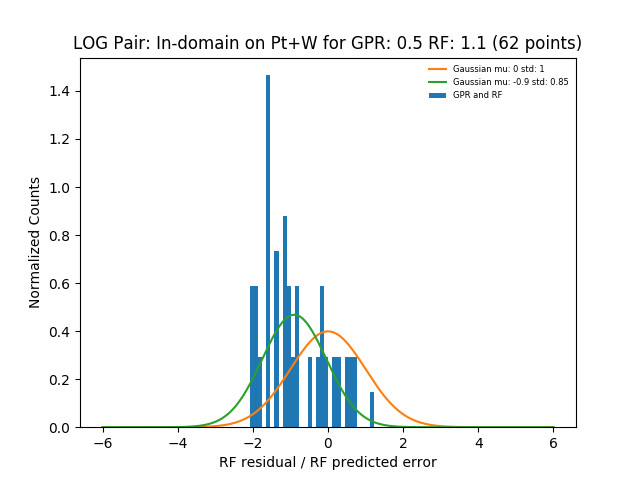 LOG Pair: In-domain on Pt+W for GPR: 0.5 RF: 1.1 (62 points)
Gaussian mu: 0 std: 1
Gaussian mu: -0.9 std: 0.85
GPR and RF
Normalized Counts
1.4
1.2
1.0
0.8
0.6
0.4
0.2
0.0
−6 −4 −2 0 2 4 6
RF residual / RF predicted error